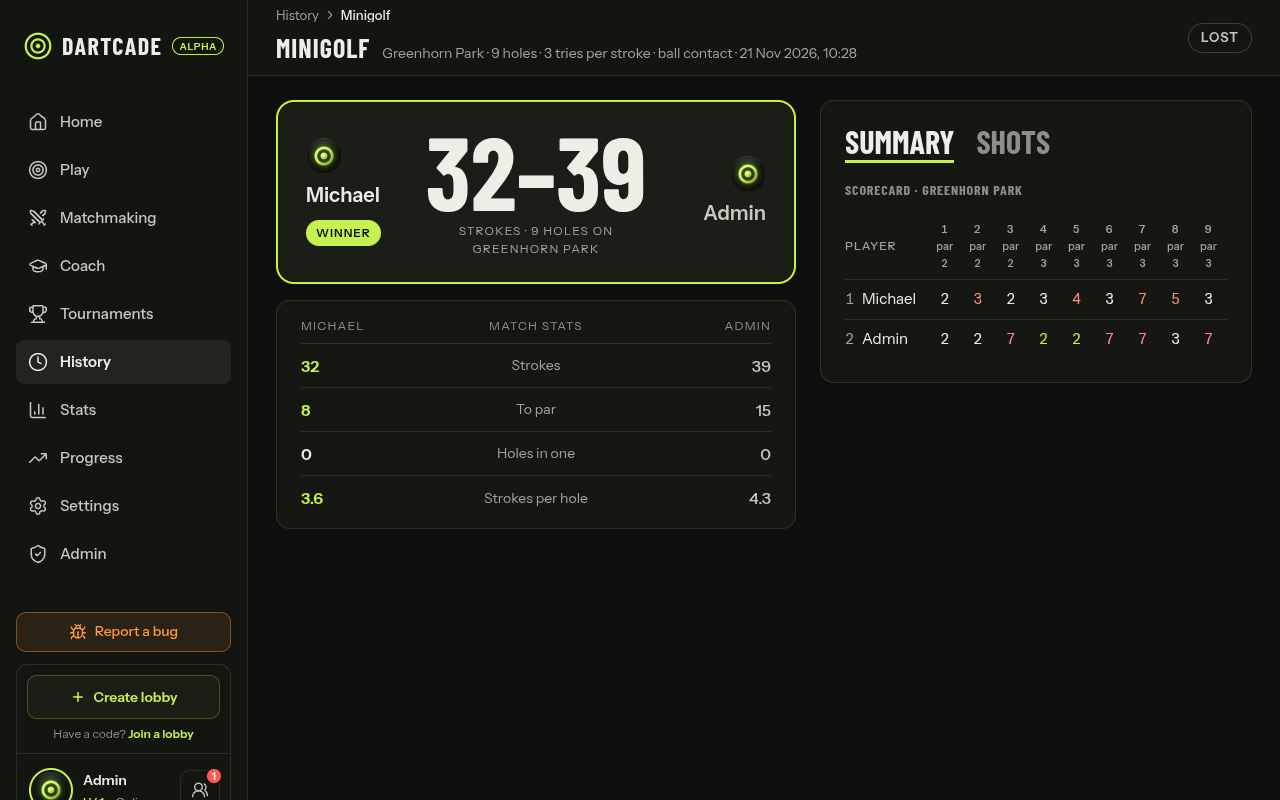 DARTCADE ALPHA
Home
Play
Matchmaking
Coach
Tournaments
History
Stats
Progress
Settings
Admin
Report a bug
+ Create lobby
Have a code? Join a lobby
Admin
1
History > Minigolf
MINIGOLF Greenhorn Park · 9 holes · 3 tries per stroke · ball contact · 21 Nov 2026, 10:28
LOST
Michael
WINNER
32–39
STROKES · 9 HOLES ON
GREENHORN PARK
Admin
MICHAEL MATCH STATS ADMIN
32 Strokes 39
8 To par 15
0 Holes in one 0
3.6 Strokes per hole 4.3
SUMMARY SHOTS
SCORECARD · GREENHORN PARK
1 2 3 4 5 6 7 8 9
PLAYER par par par par par par par par par
2 2 2 3 3 3 3 3 3
1 Michael 2 3 2 3 4 3 7 5 3
2 Admin 2 2 7 2 2 7 7 3 7